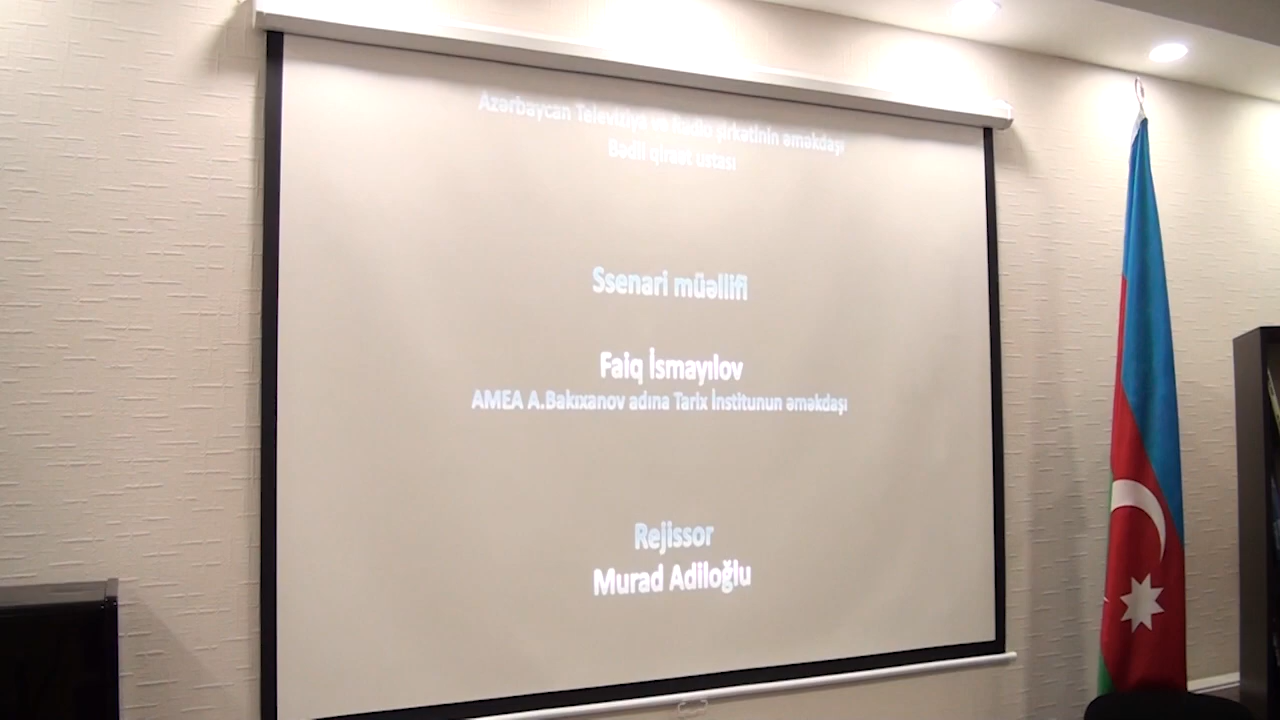 Azərbaycan Televiziya və Radio şirkətinin əməkdaşı
Bədii qiraət ustası
Ssenari müəllifi
Faiq İsmayılov
AMEA A.Bakıxanov adına Tarix İnstitunun əməkdaşı
Rejissor
Murad Adiloğlu